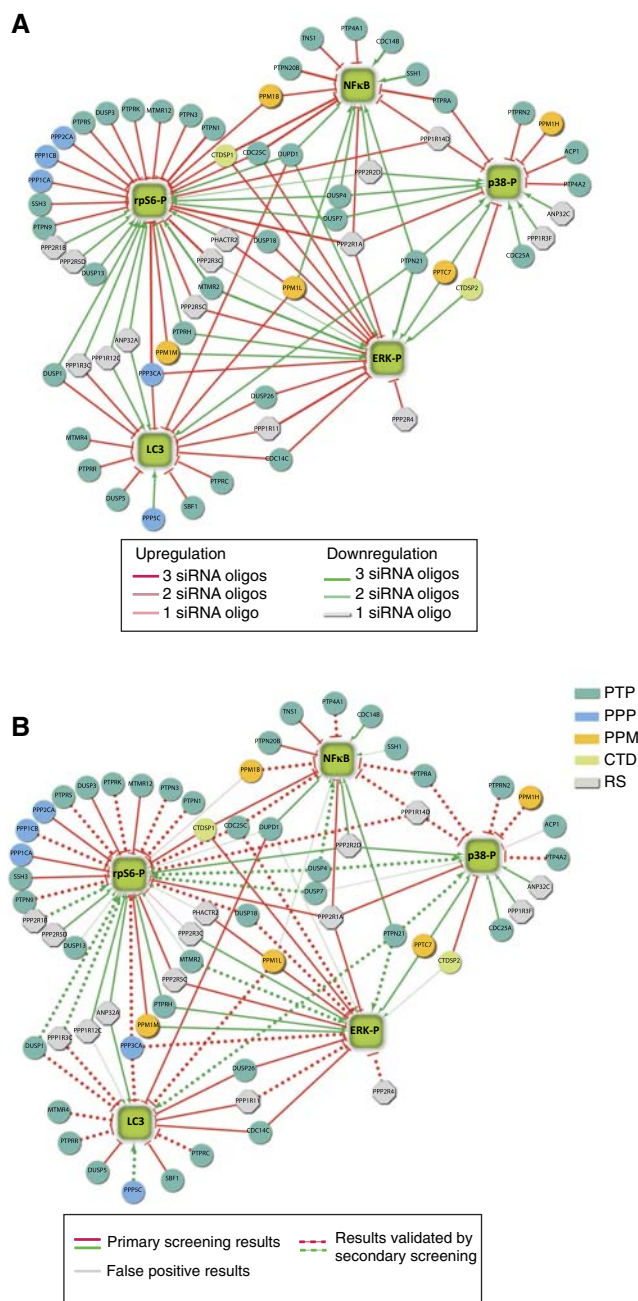 A
PTP4A1
TNS1
CDC14B
PTPN20B
SSH1
NFκB
PPM1B
PTPRA
DUSP3
PTPRK
MTMR12
PTPN3
PTPN1
PTPRS
PPP2CA
PPP1CB
PPP1CA
SSH3
PTPN9
PPP2R1B
PPP2R5D
DUSP13
rpS6-P
CTDSP1
CDC25C
DUPD1
PPP1R14D
PPP2R2D
PTPRN2
PPM1H
ACP1
PTP4A2
p38-P
DUSP4
DUSP7
ANP32C
PPP1R3F
CDC25A
PHACTR2
DUSP18
PPP2R1A
PPP2R3C
PTPN21
PTPC7
CTDSP2
MTMR2
PPM1L
PPP2R5C
ANP32A
PTPRH
PPP1R12C
PPM1M
PPP1R3C
DUSP1
PPP3CA
ERK-P
DUSP26
PPP1R11
PPP2R4
MTMR4
LC3
CDC14C
PTPRR
PTPRC
DUSP5
SBF1
PPP5C
Upregulation
3 siRNA oligos
2 siRNA oligos
1 siRNA oligo
Downregulation
3 siRNA oligos
2 siRNA oligos
1 siRNA oligo
B
PTP
PPP
PPM
CTD
RS
PTP4A1
TNS1
CDC14B
PTPN20B
SSH1
NFκB
PPM1B
PTPRA
DUSP3
PTPRK
MTMR12
PTPN3
PTPN1
PTPRS
PPP2CA
PPP1CB
PPP1CA
SSH3
PTPN9
PPP2R1B
PPP2R5D
DUSP13
rpS6-P
CTDSP1
CDC25C
DUPD1
PPP1R14D
PPP2R2D
PTPRN2
PPM1H
ACP1
PTP4A2
p38-P
DUSP4
DUSP7
ANP32C
PPP1R3F
CDC25A
PHACTR2
DUSP18
PPP2R1A
PPP2R3C
PTPN21
PPTC7
CTDSP2
MTMR2
PPM1L
PPP2R5C
ANP32A
PTPRH
PPP1R12C
PPM1M
PPP1R3C
DUSP1
PPP3CA
ERK-P
DUSP26
PPP1R11
PPP2R4
MTMR4
LC3
CDC14C
PTPRR
PTPRC
DUSP5
SBF1
PPP5C
Primary screening results
False positive results
Results validated by
secondary screening